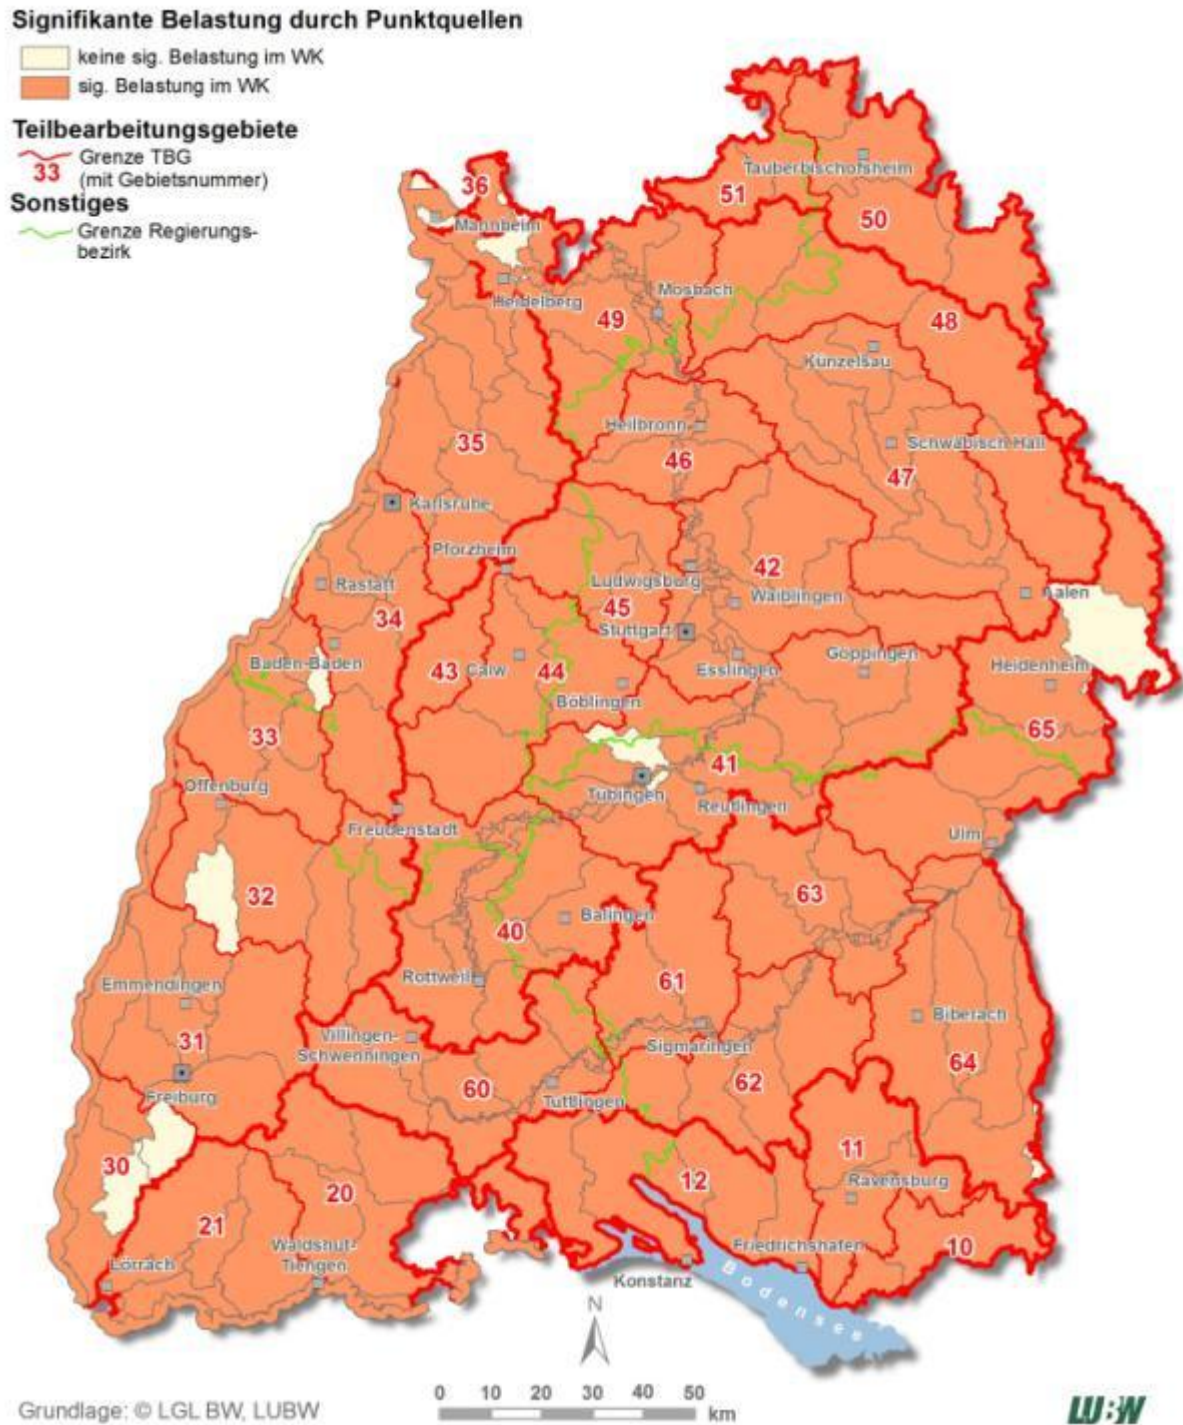 Signifikante Belastung durch Punktquellen
keine sig. Belastung im WK
sig. Belastung im WK
Teilbearbeitungsgebiete
33 Grenze TBG
(mit Gebietsnummer)
Sonstiges
Grenze Regierungs-
bezirk
Tauberbischofsheim
36
51
50
Mannheim
Heidelberg
Mosbach
49
48
Künzelsau
Heilbronn
Schwäbisch Hall
35
46
47
Karlsruhe
Pforzheim
Ludwigsburg
42
Rastatt
Waiblingen
Aalen
34
45
Stuttgart
Baden-Baden
43
Calw
44
Esslingen
Göppingen
Heidenheim
Böblingen
33
65
41
Offenburg
Tübingen
Reutlingen
Freudenstadt
Ulm
32
63
40
Balingen
Rottweil
61
Emmendingen
Biberach
31
Villingen-
Schwenningen
Sigmaringen
Freiburg
60
Tuttlingen
62
64
30
11
20
12
Ravensburg
21
Waldshut-
Tiengen
Friedrichshafen
10
Lörrach
Konstanz
Bodensee
N
0 10 20 30 40 50
km
Grundlage: © LGL BW, LUBW
LUBW